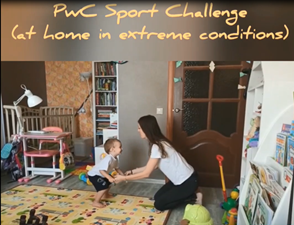 PwC Sport Challenge
(at home in extreme conditions)